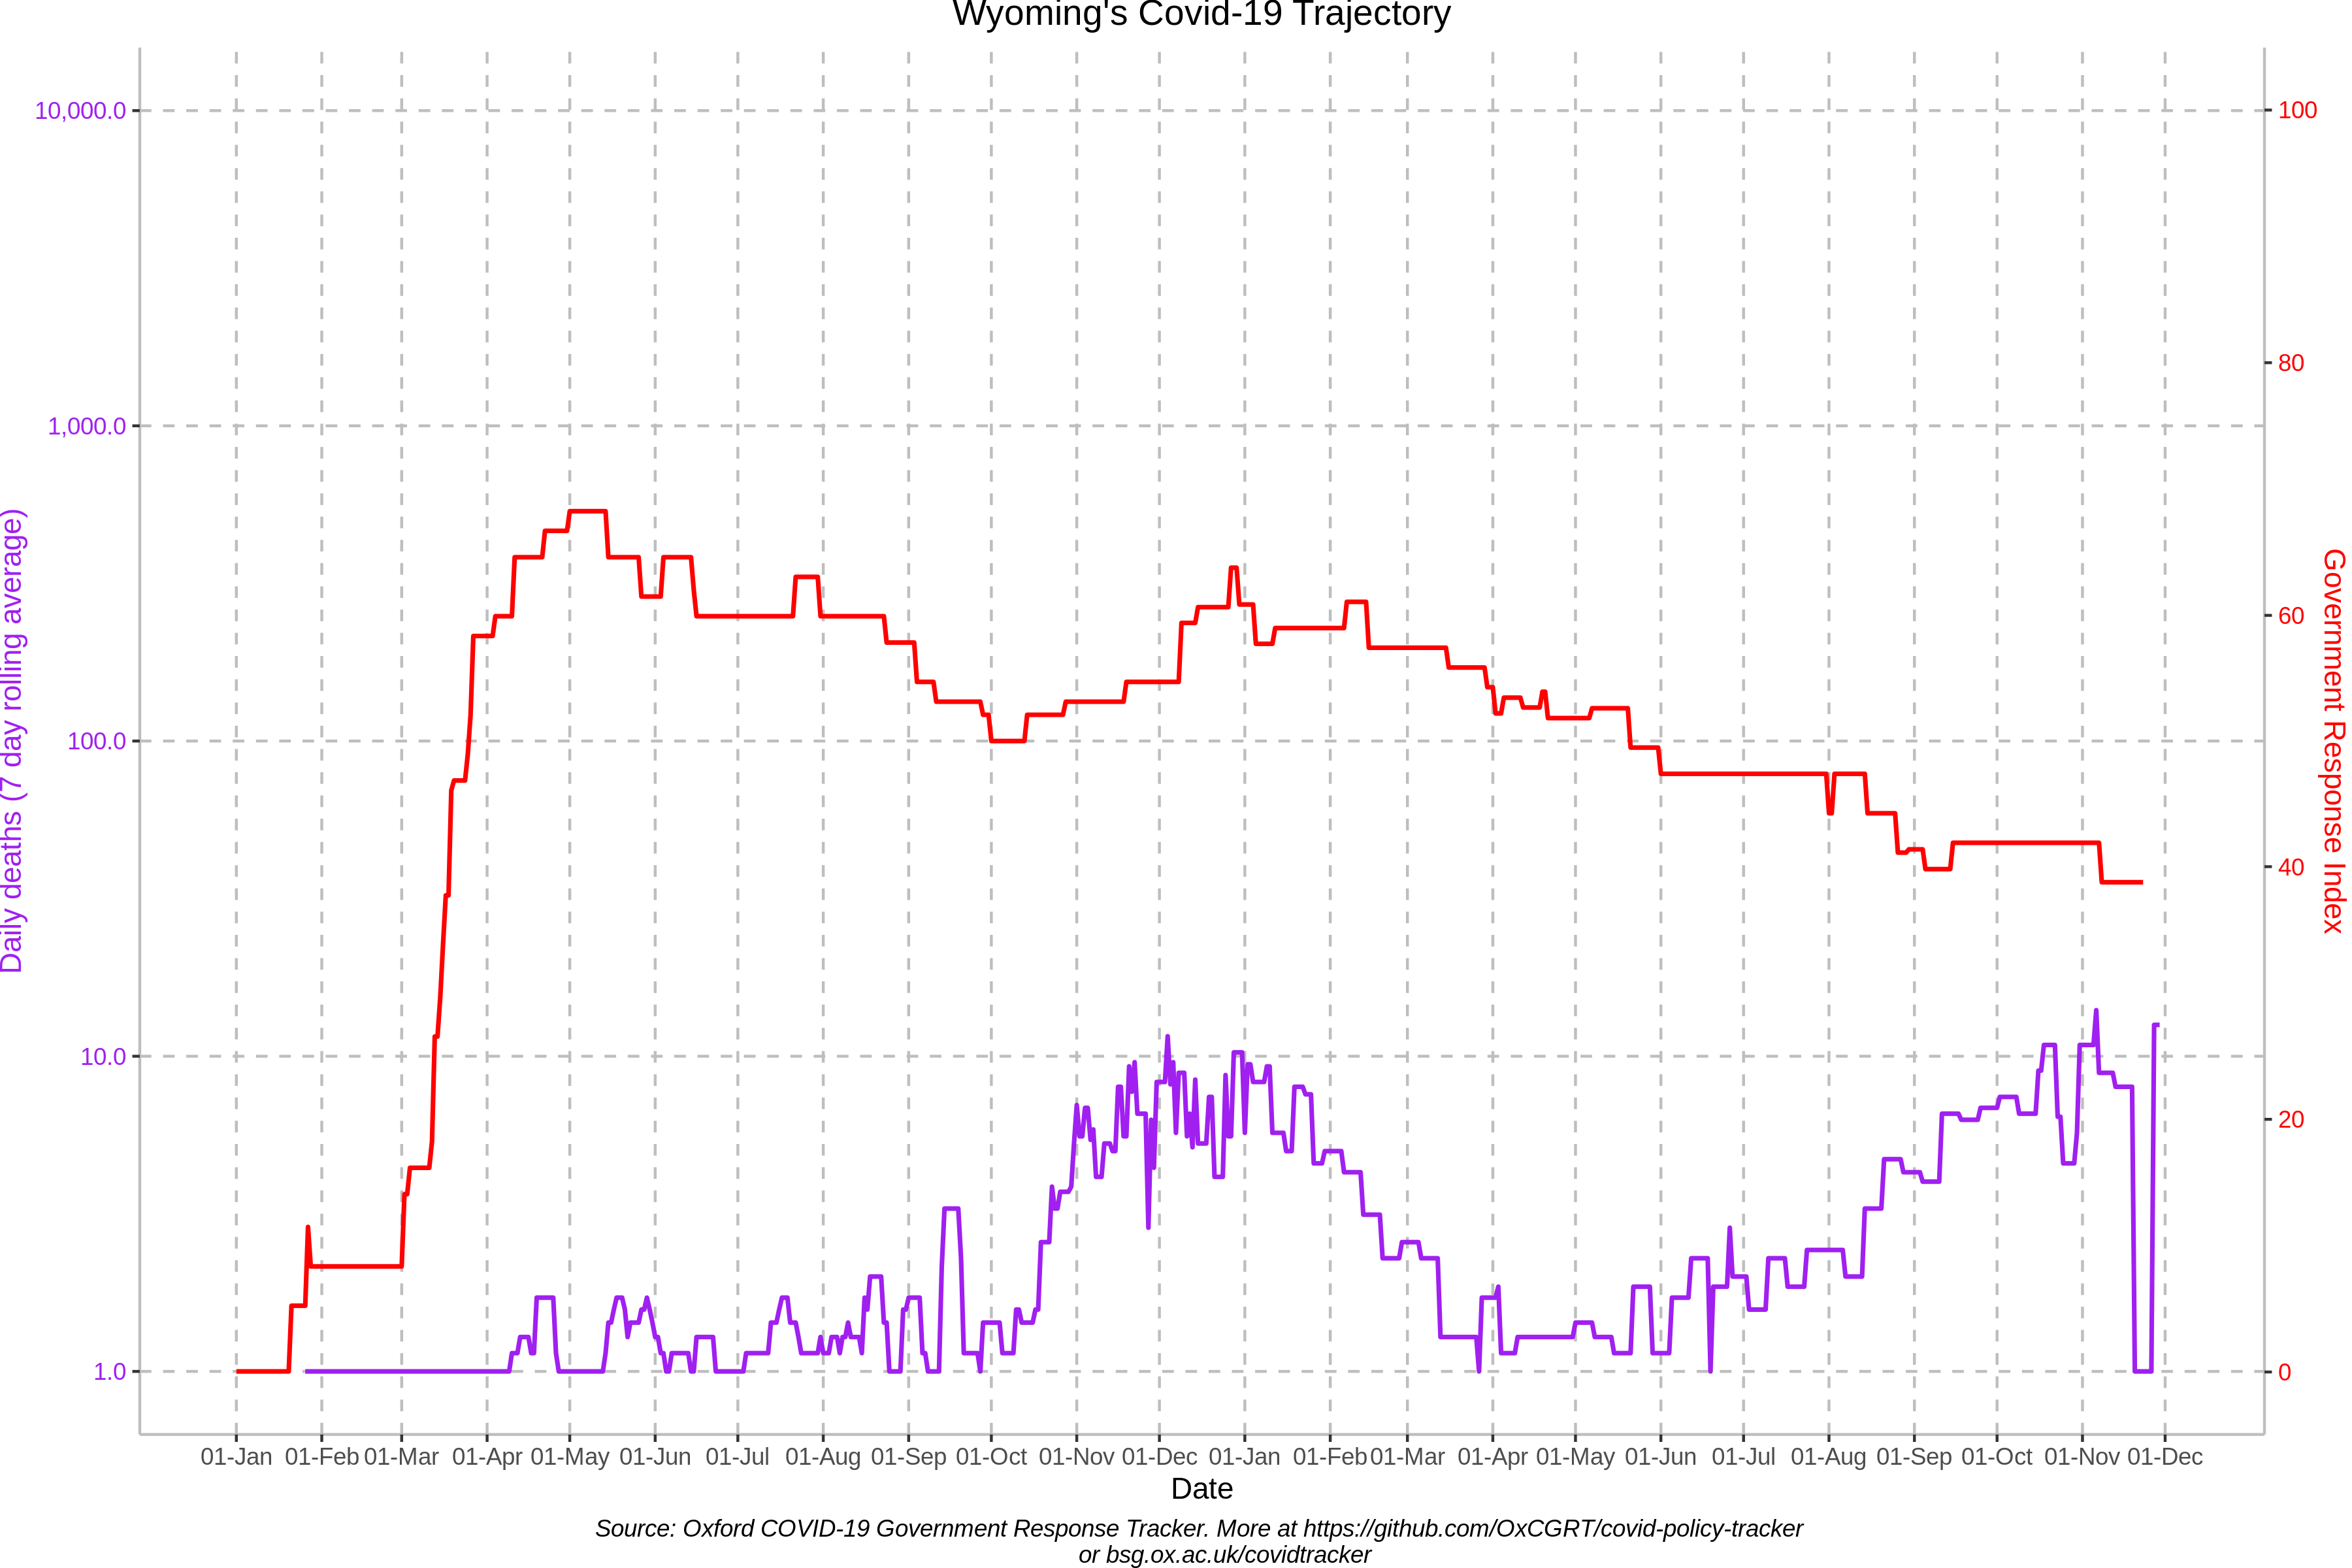 Wyoming's Covid-19 Trajectory
10,000.0
1,000.0
100.0
10.0
1.0
Daily deaths (7 day rolling average)
100
80
60
40
20
0
Government Response Index
01-Jan 01-Feb 01-Mar 01-Apr 01-May 01-Jun 01-Jul 01-Aug 01-Sep 01-Oct 01-Nov 01-Dec 01-Jan 01-Feb 01-Mar 01-Apr 01-May 01-Jun 01-Jul 01-Aug 01-Sep 01-Oct 01-Nov 01-Dec
Date
Source: Oxford COVID-19 Government Response Tracker. More at https://github.com/OxCGRT/covid-policy-tracker
or bsg.ox.ac.uk/covidtracker